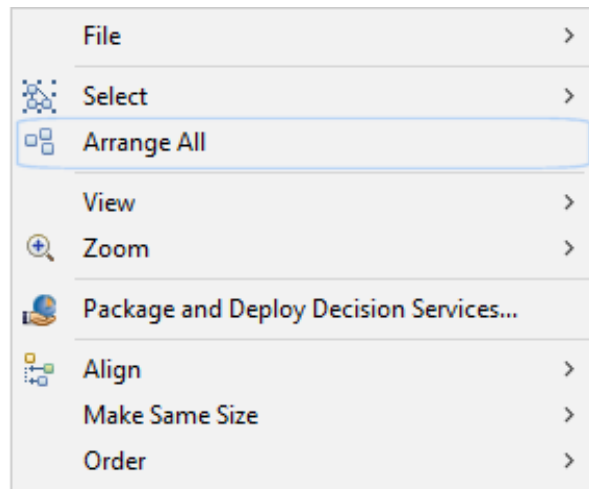 File
Select
Arrange All
View
Zoom
Package and Deploy Decision Services...
Align
Make Same Size
Order